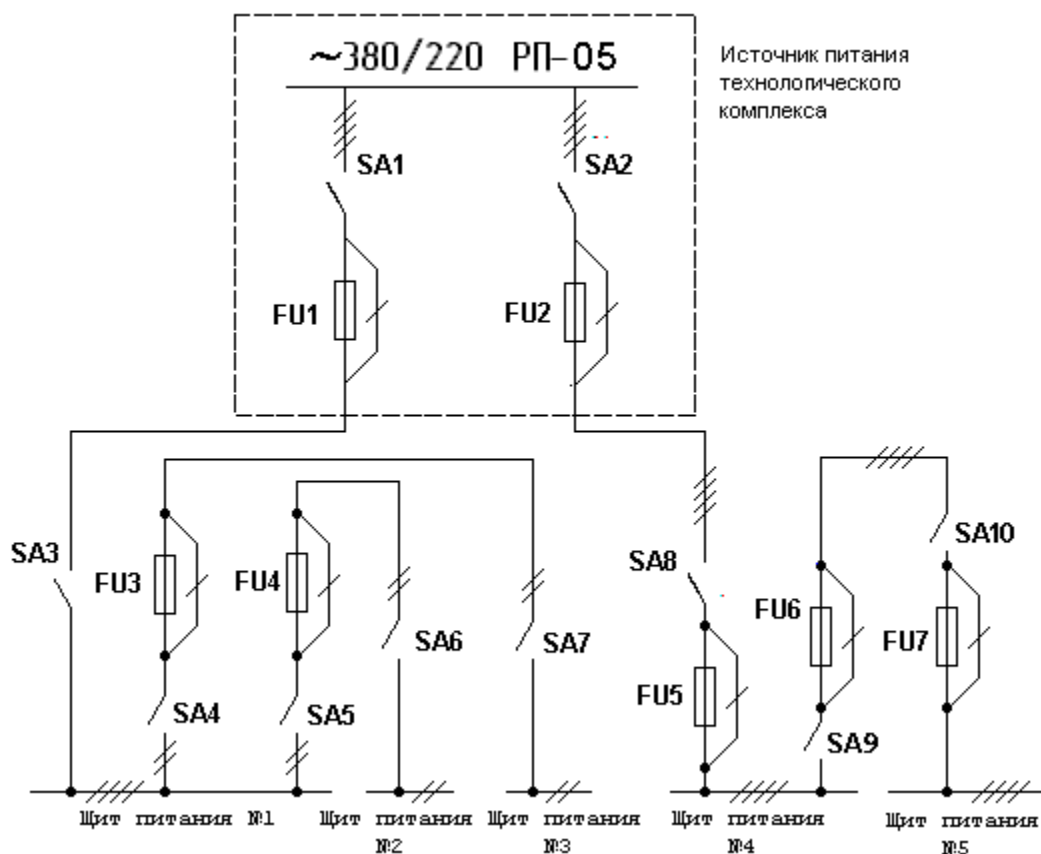 ~380/220 РП-05
Источник питания
технологического
комплекса
SA1
SA2
FU1
FU2
SA3
FU3
FU4
SA6
SA7
SA4
SA5
SA8
FU5
FU6
SA9
SA10
FU7
Щит питания №1
Щит питания
№2
Щит питания
№3
Щит питания
№4
Щит питания
№5